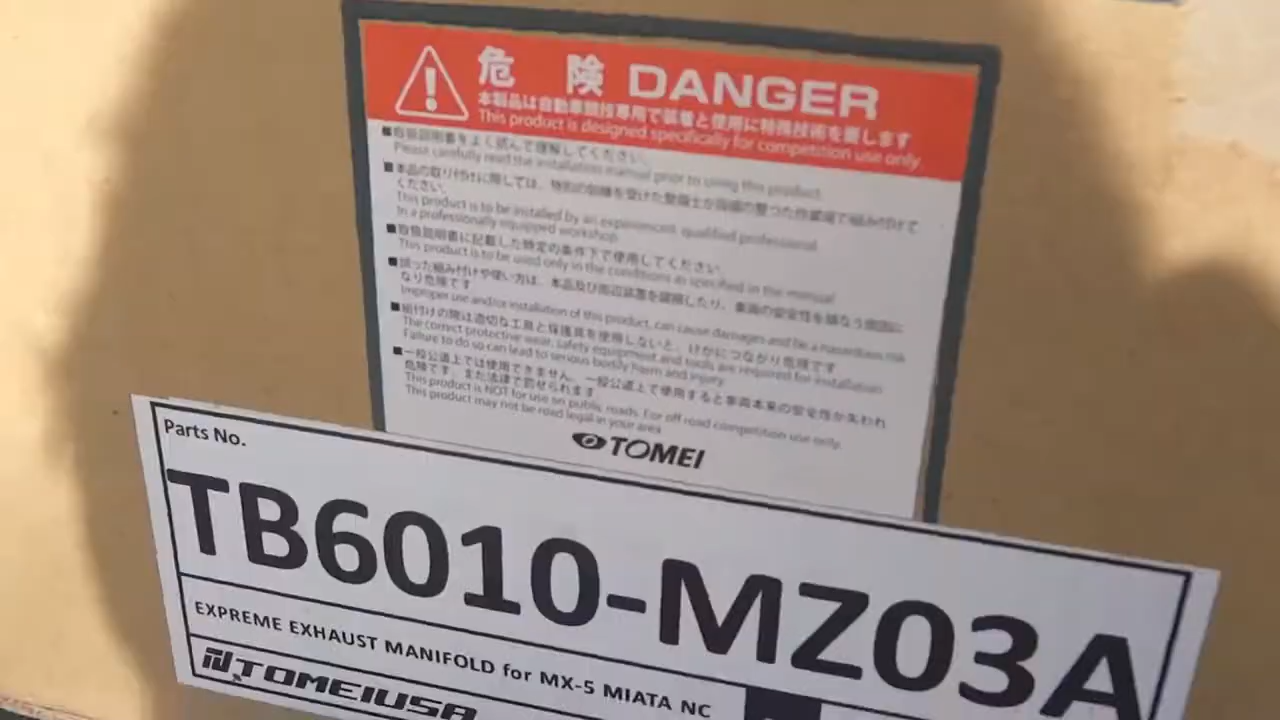 危 険 DANGER
本製品は自動車競技専用で装着と使用に特殊技術を要します
This product is designed specifically for competition use only.
■取扱説明書をよく読んで理解してください。
Please carefully read the installation manual prior to using this product.
■本品の取り付けに際しては、特別の訓練を受けた整備士が設備の整つた作業場で組み付けて
ください。
This product is to be installed by an experienced, qualified professional
In a professionally equipped workshop.
■取扱説明書に記載した特定の条件下で使用してください。
This product is to be used only in the conditions as specified in the manual
■誤った組み付けや使い方は、本品及び周辺装置を破損したり、車両の安全性を損なう原因に
なり危険です
Improper use and/or installation of this product, can cause damages and be a hazardous risk
■組付けの際は適切な工具と保護具を使用しないと、けがにつながり危険です
The correct protective wear, safety equipment and tools are required for installation
Failure to do so can lead to serious bodily harm and injury.
■一般公道上では使用できません。一般公道上で使用すると車両本来の安全性が失われ
危険です、また法律で罰せられます
This product is NOT for use on public roads. For off road competition use only.
This product may not be road legal in your area
TOMEI
Parts No.
TB6010-MZ03A
EXPREME EXHAUST MANIFOLD for MX-5 MIATA NC
TOMEIUSA